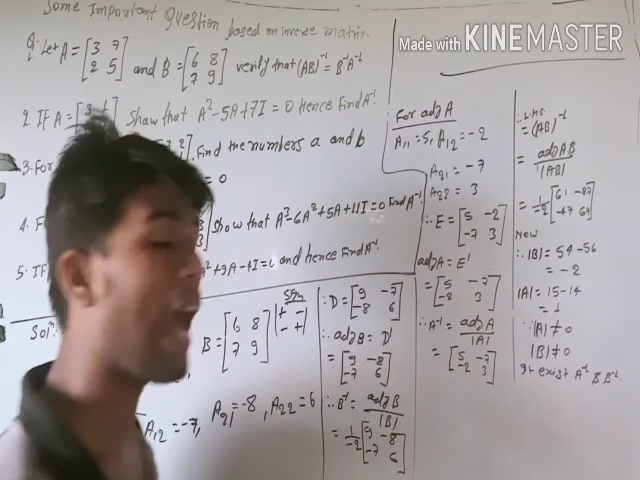 Some Important Question based on inverse matrix.
Made with KINEMASTER
Q. Let A = [3 7
2 5] and B = [6 8
7 9] verify that (AB)⁻¹ = B⁻¹A⁻¹
2 If A = [3 1 Show that A² - 5A + 7I = 0 Hence Find A⁻¹
3. For Find the numbers a and b
= 0
4. F Show that A³ - 6A² + 5A + 11I = 0 Find A⁻¹
5. If A² + 9A - 4I = 0 and hence Find A⁻¹
Solⁿ:
B = [6 8
7 9]
+ -
- +
A₁₂ = -7, A₂₁ = -8, A₂₂ = 6
∴ D = [9 -7
-8 6]
∴ adj B = D'
= [9 -8
-7 6]
∴ B⁻¹ = adj B
|B|
= 1/-2 [9 -8
-7 6]
For adj A
A₁₁ = 5, A₁₂ = -2
A₂₁ = -7
A₂₂ = 3
∴ E = [5 -2
-7 3]
adj A = E'
= [5 -7
-2 3]
∴ A⁻¹ = adj A
|A|
= [5 -7
-2 3]
∴ L.H.S
= (AB)⁻¹
= adj AB
|AB|
= 1/-2 [61 -87
-47 67]
Now
∴ |B| = 54 - 56
= -2
|A| = 15 - 14
= 1
∵ |A| ≠ 0
|B| ≠ 0
It exist A⁻¹ & B⁻¹